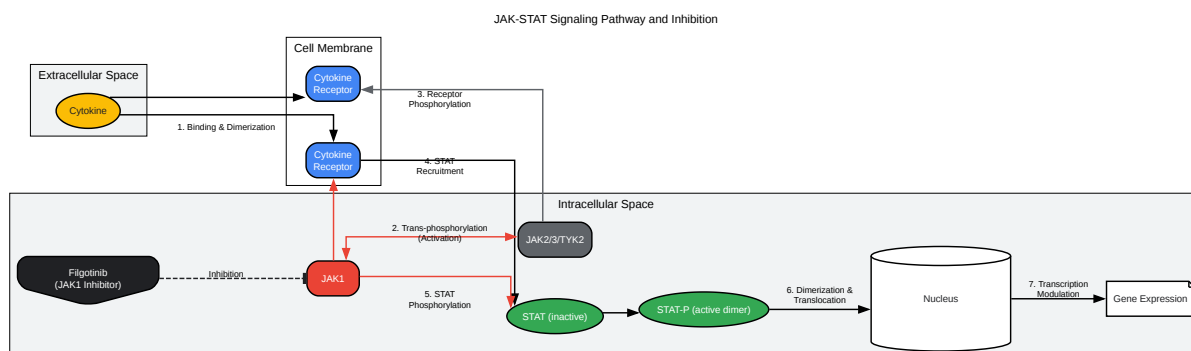 JAK-STAT Signaling Pathway and Inhibition
Cell Membrane
Extracellular Space
Cytokine
Receptor
Cytokine
3. Receptor
Phosphorylation
1. Binding & Dimerization
Cytokine
Receptor
4. STAT
Recruitment
Intracellular Space
2. Trans-phosphorylation
(Activation)
JAK2/3/TYK2
Filgotinib
(JAK1 Inhibitor)
Inhibition
JAK1
5. STAT
Phosphorylation
STAT (inactive)
STAT-P (active dimer)
6. Dimerization &
Translocation
Nucleus
7. Transcription
Modulation
Gene Expression